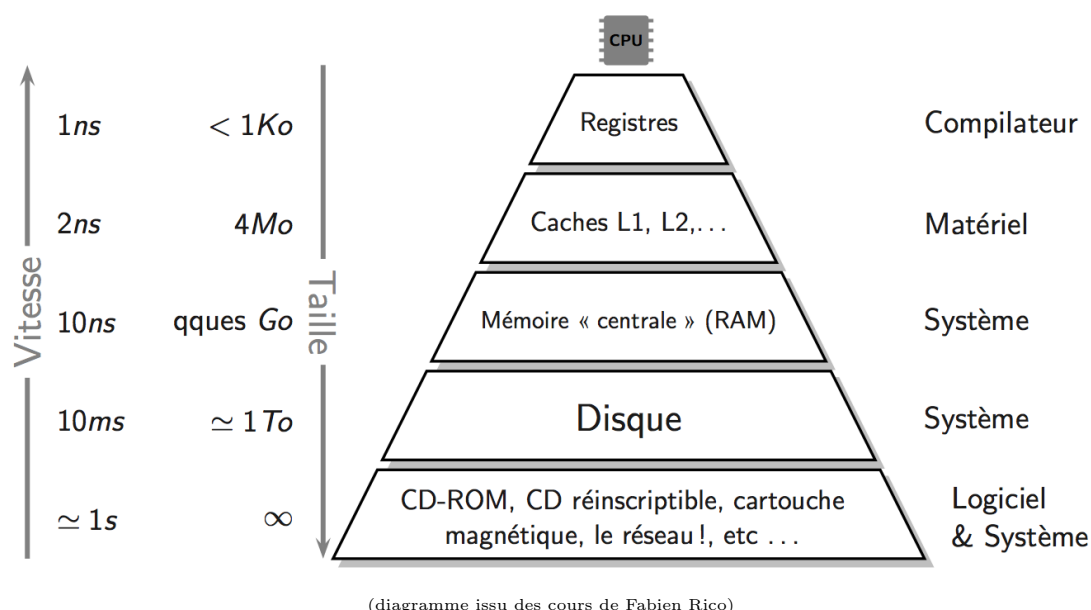 CPU
Vitesse
Taille
1ns < 1Ko Registres Compilateur
2ns 4Mo Caches L1, L2,... Matériel
10ns qques Go Mémoire « centrale » (RAM) Système
10ms ≃ 1To Disque Système
≃ 1s ∞ CD-ROM, CD réinscriptible, cartouche
magnétique, le réseau !, etc ...
Logiciel
& Système
(diagramme issu des cours de Fabien Rico)